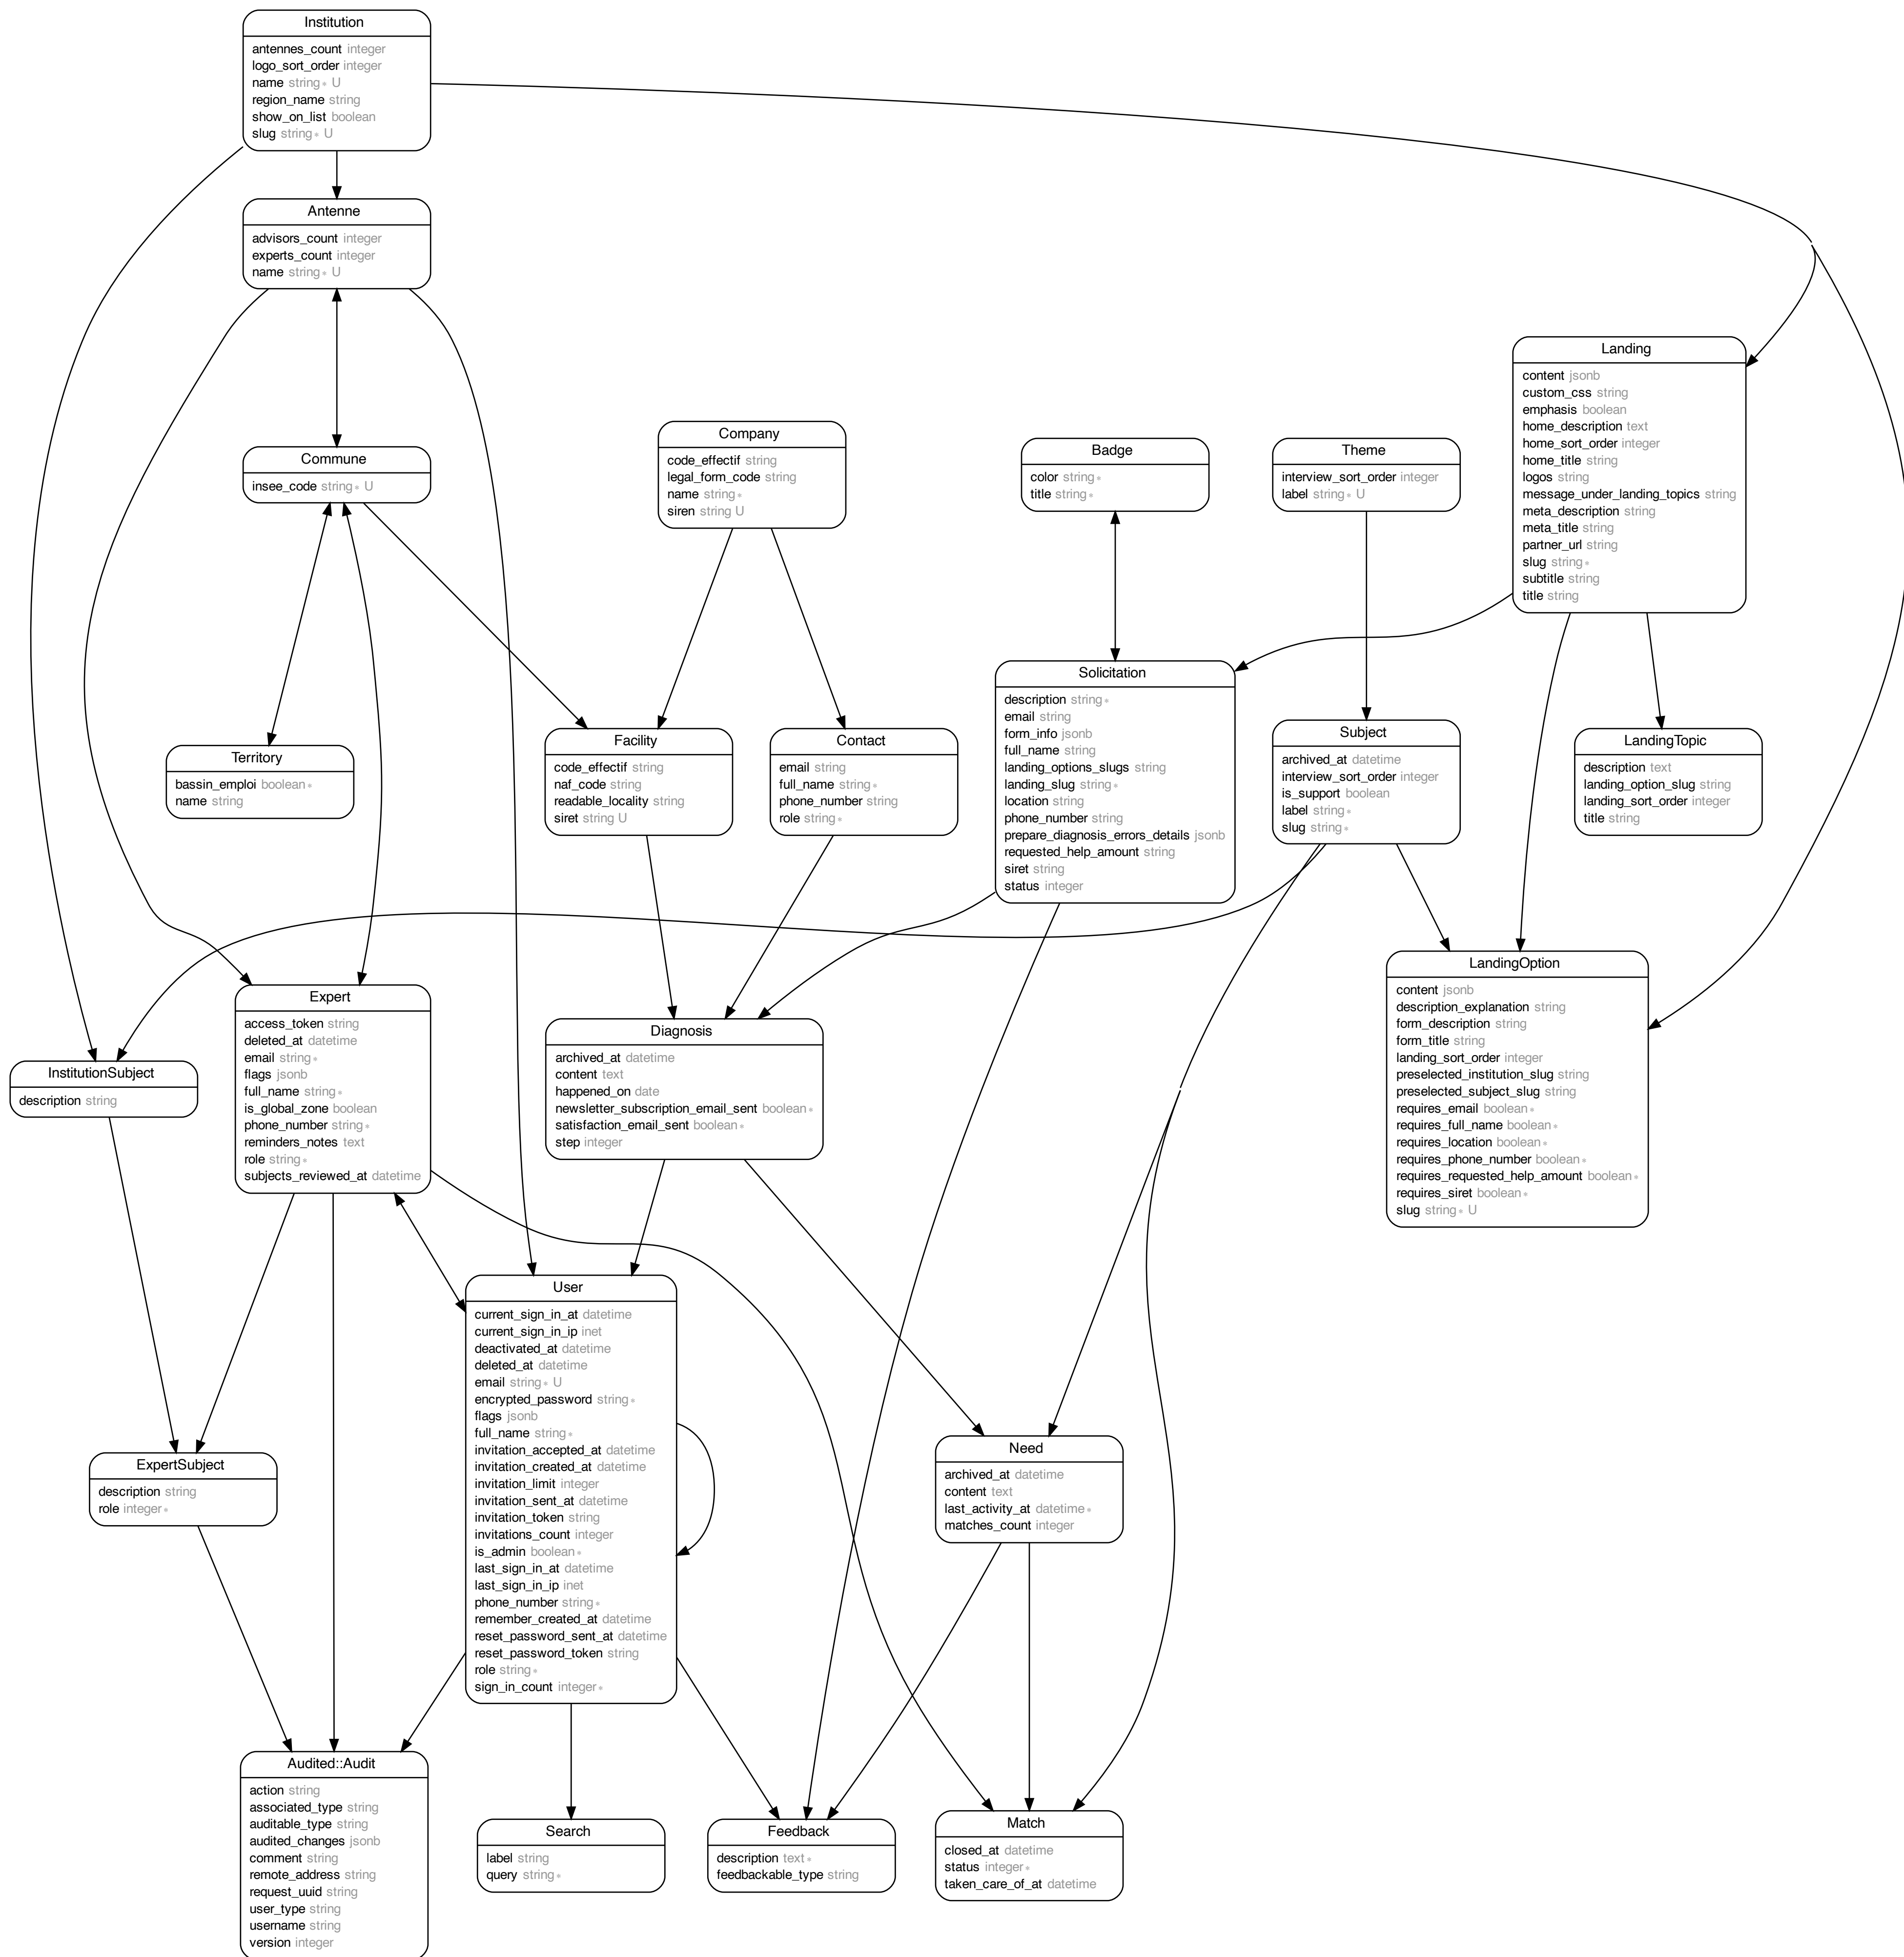 Institution
antennes_count integer
logo_sort_order integer
name string * U
region_name string
show_on_list boolean
slug string * U
Antenne
advisors_count integer
experts_count integer
name string * U
Landing
content jsonb
custom_css string
emphasis boolean
home_description text
home_sort_order integer
home_title string
logos string
message_under_landing_topics string
meta_description string
meta_title string
partner_url string
slug string *
subtitle string
title string
Commune
insee_code string * U
Company
code_effectif string
legal_form_code string
name string *
siren string U
Badge
color string *
title string *
Theme
interview_sort_order integer
label string * U
Territory
bassin_emploi boolean *
name string
Facility
code_effectif string
naf_code string
readable_locality string
siret string U
Contact
email string
full_name string *
phone_number string
role string *
Solicitation
description string *
email string
form_info jsonb
full_name string
landing_options_slugs string
landing_slug string *
location string
phone_number string
prepare_diagnosis_errors_details jsonb
requested_help_amount string
siret string
status integer
Subject
archived_at datetime
interview_sort_order integer
is_support boolean
label string *
slug string *
LandingTopic
description text
landing_option_slug string
landing_sort_order integer
title string
InstitutionSubject
description string
Expert
access_token string
deleted_at datetime
email string *
flags jsonb
full_name string *
is_global_zone boolean
phone_number string *
reminders_notes text
role string *
subjects_reviewed_at datetime
Diagnosis
archived_at datetime
content text
happened_on date
newsletter_subscription_email_sent boolean *
satisfaction_email_sent boolean *
step integer
LandingOption
content jsonb
description_explanation string
form_description string
form_title string
landing_sort_order integer
preselected_institution_slug string
preselected_subject_slug string
requires_email boolean *
requires_full_name boolean *
requires_location boolean *
requires_phone_number boolean *
requires_requested_help_amount boolean *
requires_siret boolean *
slug string * U
User
current_sign_in_at datetime
current_sign_in_ip inet
deactivated_at datetime
deleted_at datetime
email string * U
encrypted_password string *
flags jsonb
full_name string *
invitation_accepted_at datetime
invitation_created_at datetime
invitation_limit integer
invitation_sent_at datetime
invitation_token string
invitations_count integer
is_admin boolean *
last_sign_in_at datetime
last_sign_in_ip inet
phone_number string *
remember_created_at datetime
reset_password_sent_at datetime
reset_password_token string
role string *
sign_in_count integer *
ExpertSubject
description string
role integer *
Need
archived_at datetime
content text
last_activity_at datetime *
matches_count integer
Audited::Audit
action string
associated_type string
auditable_type string
audited_changes jsonb
comment string
remote_address string
request_uuid string
user_type string
username string
version integer
Search
label string
query string *
Feedback
description text *
feedbackable_type string
Match
closed_at datetime
status integer *
taken_care_of_at datetime